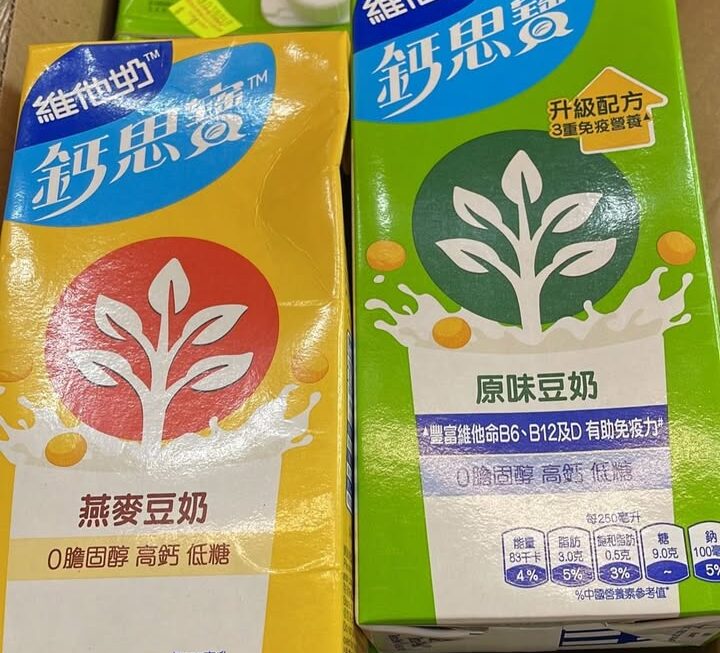 維他奶™
鈣思寶™
燕麥豆奶
0膽固醇 高鈣 低糖
維他奶
鈣思寶
升級配方
3重免疫營養▲
原味豆奶
▲豐富維他命B6、B12及D 有助免疫力#
0膽固醇 高鈣 低糖
每250毫升
能量 脂肪 飽和脂肪 糖 鈉
83千卡 3.0克 0.5克 9.0克 100毫
4% 5% 3% ~ 5%
%中國營養素參考值*